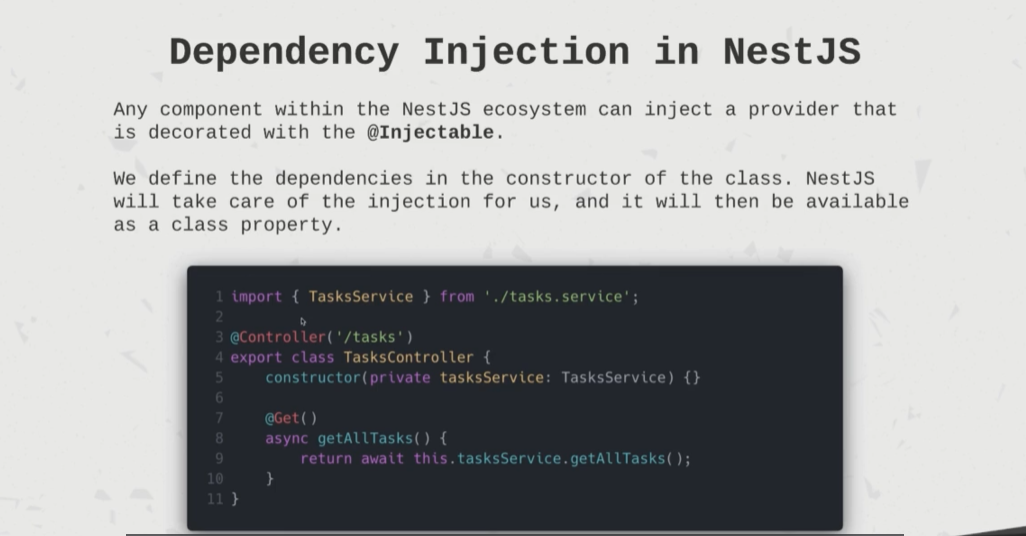 Dependency Injection in NestJS
Any component within the NestJS ecosystem can inject a provider that
is decorated with the @Injectable.
We define the dependencies in the constructor of the class. NestJS
will take care of the injection for us, and it will then be available
as a class property.
1 import { TasksService } from './tasks.service';
2
3 @Controller('/tasks')
4 export class TasksController {
5     constructor(private tasksService: TasksService) {}
6
7     @Get()
8     async getAllTasks() {
9         return await this.tasksService.getAllTasks();
10     }
11 }